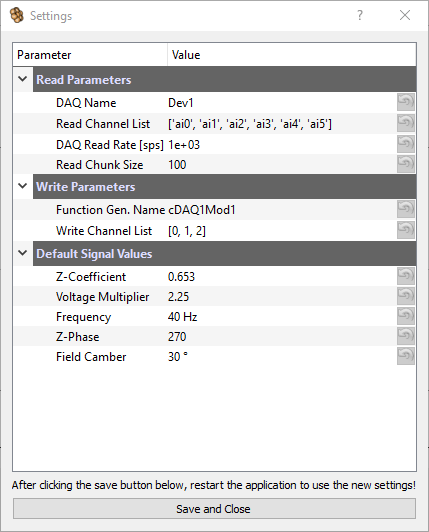 Settings
Parameter Value
Read Parameters
DAQ Name Dev1
Read Channel List ['ai0', 'ai1', 'ai2', 'ai3', 'ai4', 'ai5']
DAQ Read Rate [sps] 1e+03
Read Chunk Size 100
Write Parameters
Function Gen. Name cDAQ1Mod1
Write Channel List [0, 1, 2]
Default Signal Values
Z-Coefficient 0.653
Voltage Multiplier 2.25
Frequency 40 Hz
Z-Phase 270
Field Camber 30 °
After clicking the save button below, restart the application to use the new settings!
Save and Close